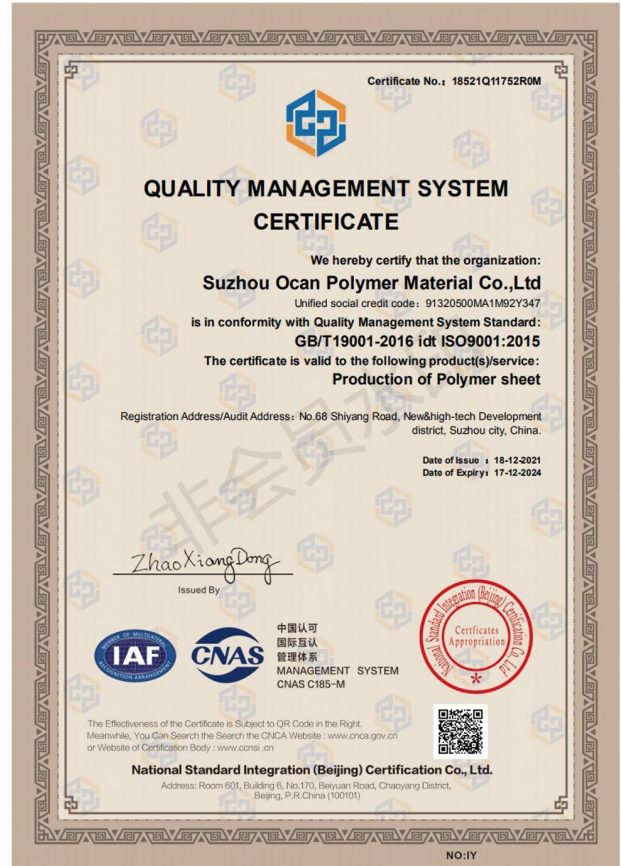 Certificate No.: 18521Q11752R0M
QUALITY MANAGEMENT SYSTEM
CERTIFICATE
We hereby certify that the organization:
Suzhou Ocan Polymer Material Co.,Ltd
Unified social credit code: 91320500MA1M92Y347
is in conformity with Quality Management System Standard:
GB/T19001-2016 idt ISO9001:2015
The certificate is valid to the following product(s)/service:
Production of Polymer sheet
Registration Address/Audit Address: No.68 Shiyang Road, New&high-tech Development
district, Suzhou city, China.
Date of Issue : 18-12-2021
Date of Expiry: 17-12-2024
非会员水印
ZhaoXiangDong
Issued By
MEMBER OF MULTILATERAL
IAF
RECOGNITION ARRANGEMENT
CNAS
中国认可
国际互认
管理体系
MANAGEMENT SYSTEM
CNAS C185-M
National Standard Integration (Beijing) Certification Co., Ltd
Certficates
Appropriation
The Effectiveness of the Certificate is Subject to QR Code in the Right.
Meanwhile, You Can Search the Search the CNCA Website : www.cnca.gov.cn
or Website of Certification Body : www.ccnsi .cn
National Standard Integration (Beijing) Certification Co., Ltd.
Address: Room 601, Building 6, No.170, Beiyuan Road, Chaoyang District,
Beijing, P.R.China (100101)
NO:IY